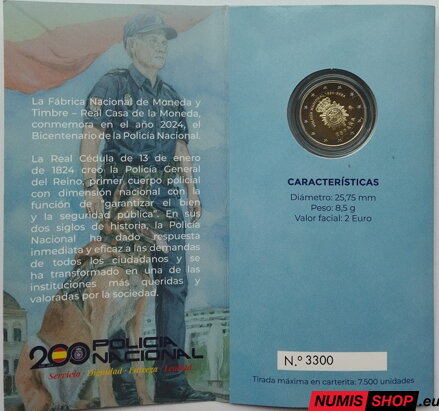 La Fábrica Nacional de Moneda y
Timbre – Real Casa de la Moneda,
conmemora en el año 2024, el
Bicentenario de la Policía Nacional.
La Real Cédula de 13 de enero
de 1824 creó la Policía General
del Reino, primer cuerpo policial
con dimensión nacional con la
función de "garantizar el bien
y la seguridad pública". En sus
dos siglos de historia, la Policía
Nacional ha dado respuesta
inmediata y eficaz a las demandas
de todos los ciudadanos y se
ha transformado en una de las
instituciones más queridas y
valoradas por la sociedad.
200 POLICÍA
NACIONAL
Servicio · Dignidad · Entrega · Lealtad
CARACTERÍSTICAS
Diámetro: 25,75 mm
Peso: 8,5 g
Valor facial: 2 Euro
N.º 3300
Tirada máxima en carterita: 7.500 unidades
NUMIS SHOP.eu